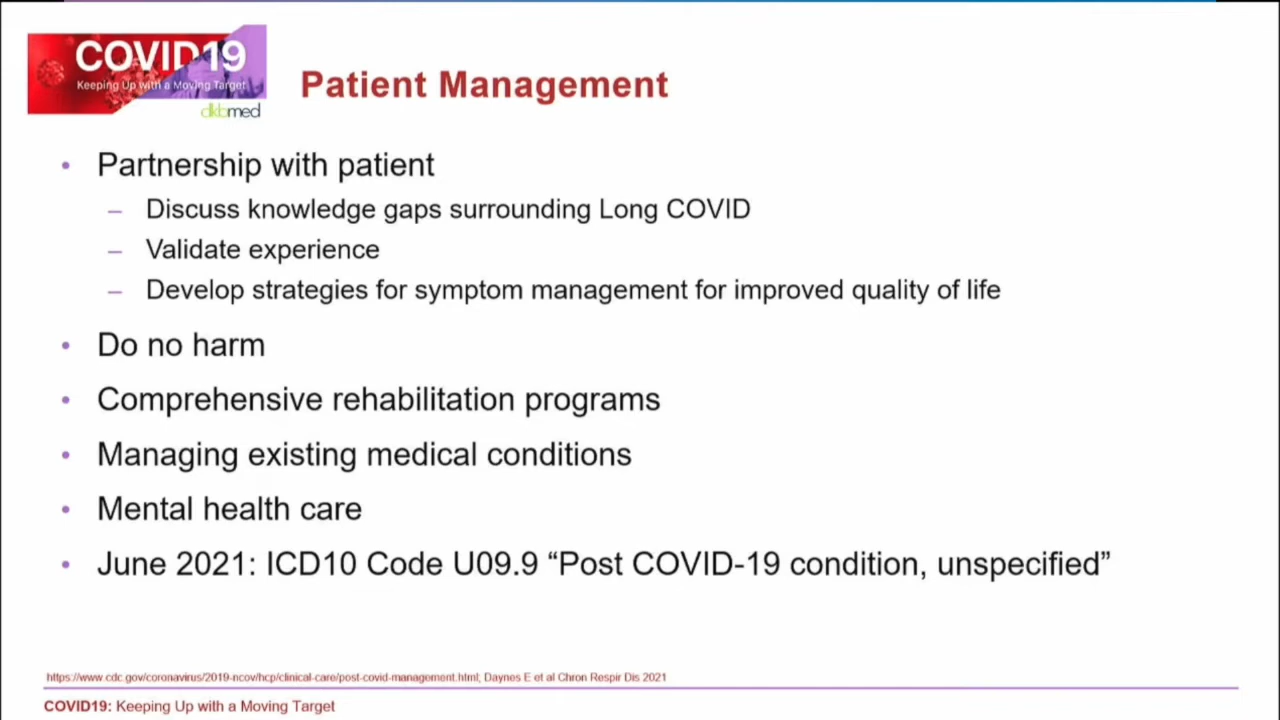 COVID19
Keeping Up with a Moving Target
dkbmed
Patient Management
• Partnership with patient
– Discuss knowledge gaps surrounding Long COVID
– Validate experience
– Develop strategies for symptom management for improved quality of life
• Do no harm
• Comprehensive rehabilitation programs
• Managing existing medical conditions
• Mental health care
• June 2021: ICD10 Code U09.9 “Post COVID-19 condition, unspecified”
https://www.cdc.gov/coronavirus/2019-ncov/hcp/clinical-care/post-covid-management.html; Daynes E et al Chron Respir Dis 2021
COVID19: Keeping Up with a Moving Target